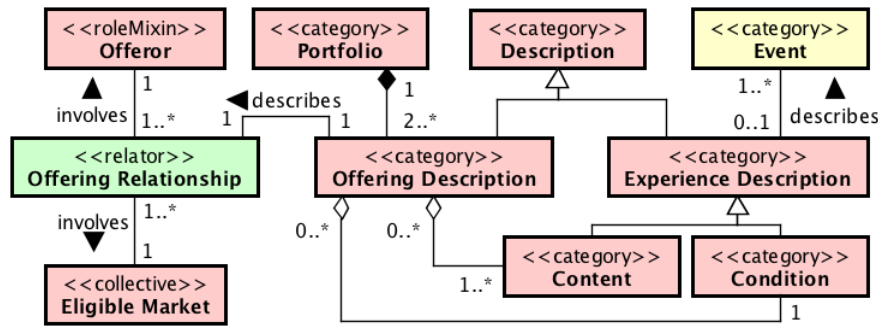 <<roleMixin>>
Offeror
<<category>>
Portfolio
<<category>>
Description
<<category>>
Event
1
involves
1..*
describes
1
1
1
2..*
1..*
0..1
describes
<<relator>>
Offering Relationship
<<category>>
Offering Description
<<category>>
Experience Description
involves
1..*
1
0..*
0..*
<<collective>>
Eligible Market
<<category>>
Content
<<category>>
Condition
1..*
1